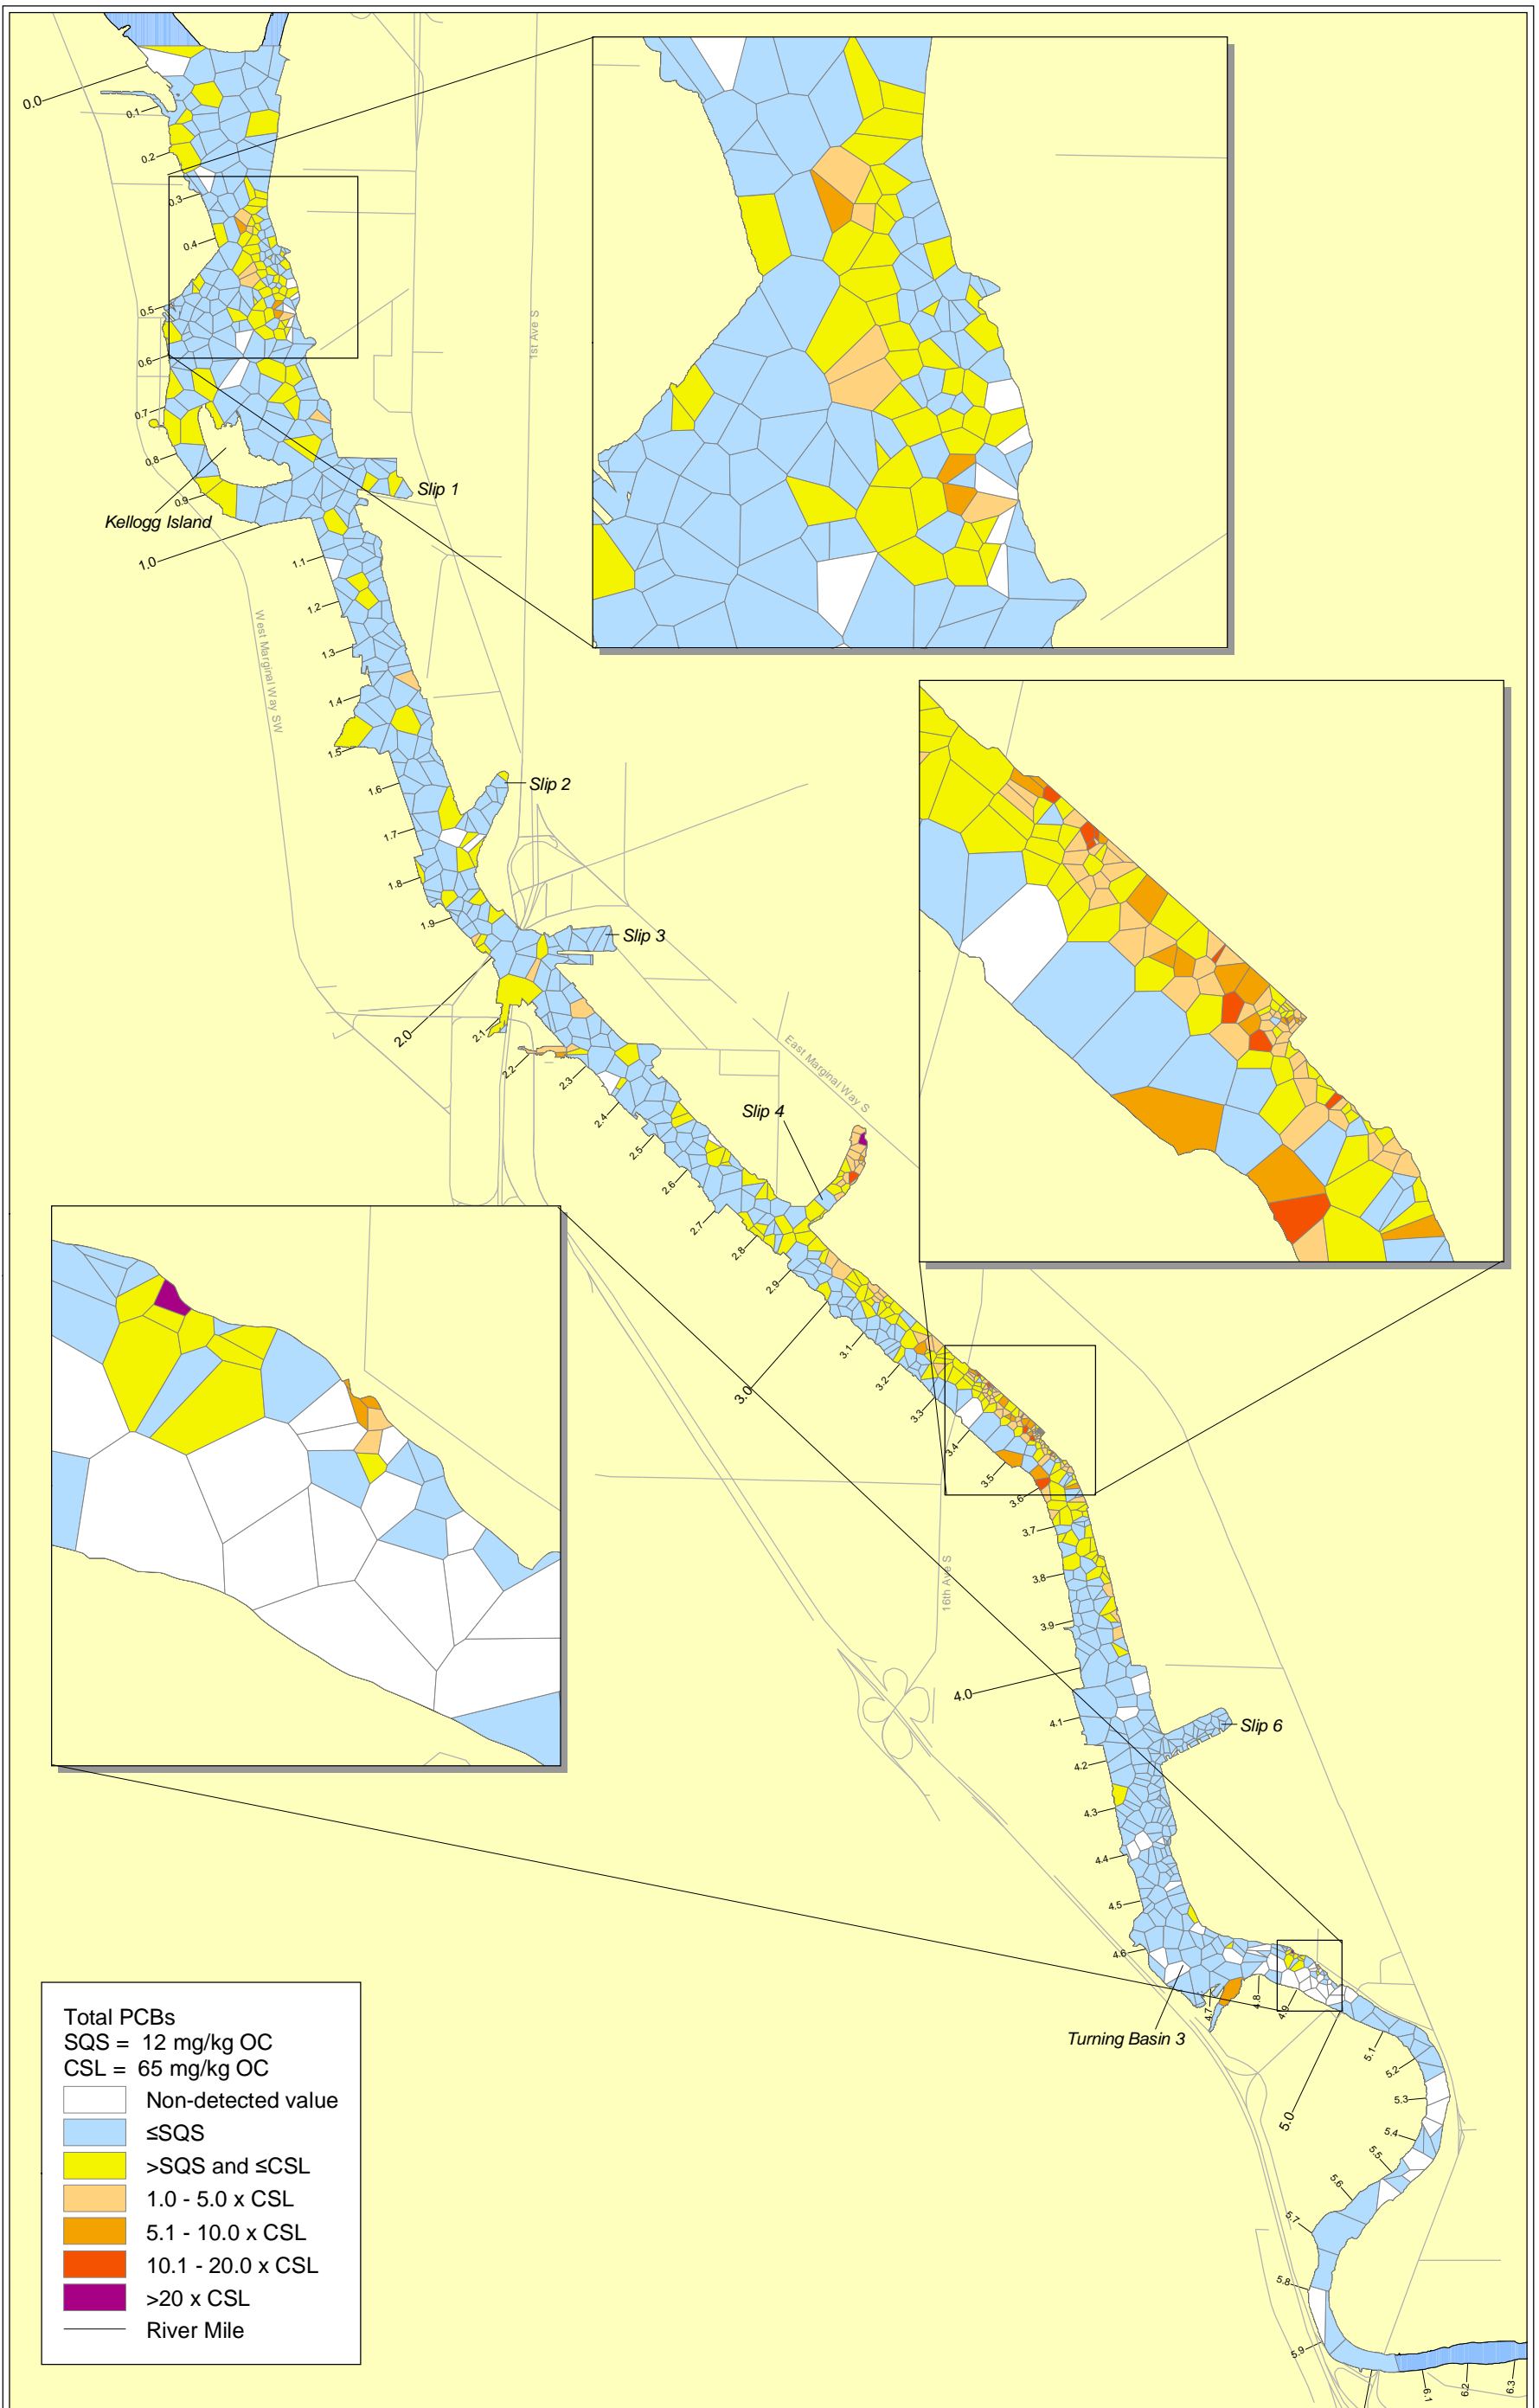 0.0
0.1
0.2
0.3
0.4
0.5
0.6
0.7
0.8
0.9
Kellogg Island
Slip 1
1st Ave S
1.0
1.1
1.2
1.3
1.4
1.5
West Marginal Way SW
1.6
1.7
1.8
1.9
Slip 2
Slip 3
2.0
2.1
2.2
2.3
2.4
2.5
2.6
2.7
2.8
2.9
East Marginal Way S
Slip 4
3.0
3.1
3.2
3.3
3.4
3.5
3.6
3.7
3.8
3.9
16th Ave S
4.0
4.1
4.2
4.3
4.4
4.5
4.6
Slip 6
4.7
4.8
4.9
Turning Basin 3
5.0
5.1
5.2
5.3
5.4
5.5
5.6
5.7
5.8
5.9
6.1
6.2
6.3
Total PCBs
SQS = 12 mg/kg OC
CSL = 65 mg/kg OC
Non-detected value
≤SQS
>SQS and ≤CSL
1.0 - 5.0 x CSL
5.1 - 10.0 x CSL
10.1 - 20.0 x CSL
>20 x CSL
River Mile